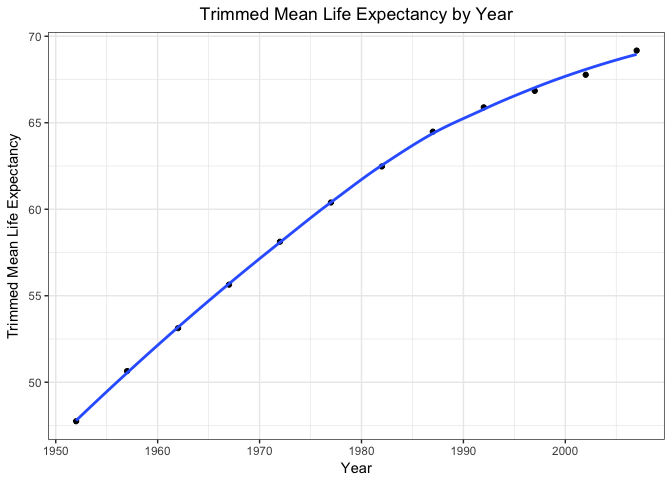 Trimmed Mean Life Expectancy by Year
Trimmed Mean Life Expectancy
70
65
60
55
50
1950 1960 1970 1980 1990 2000
Year